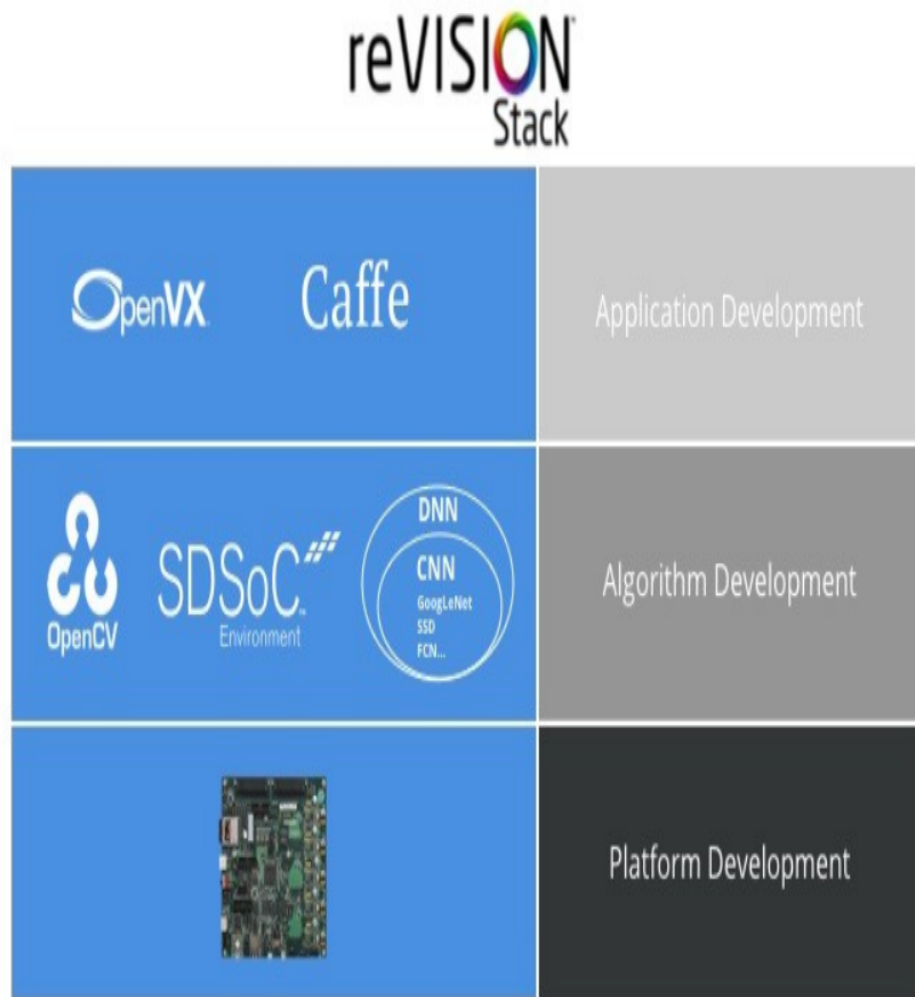 reVISION
Stack
OpenVX
Caffe
Application Development
OpenCV
SDSoC
Environment
DNN
CNN
GoogLeNet
SSD
FCN...
Algorithm Development
Platform Development